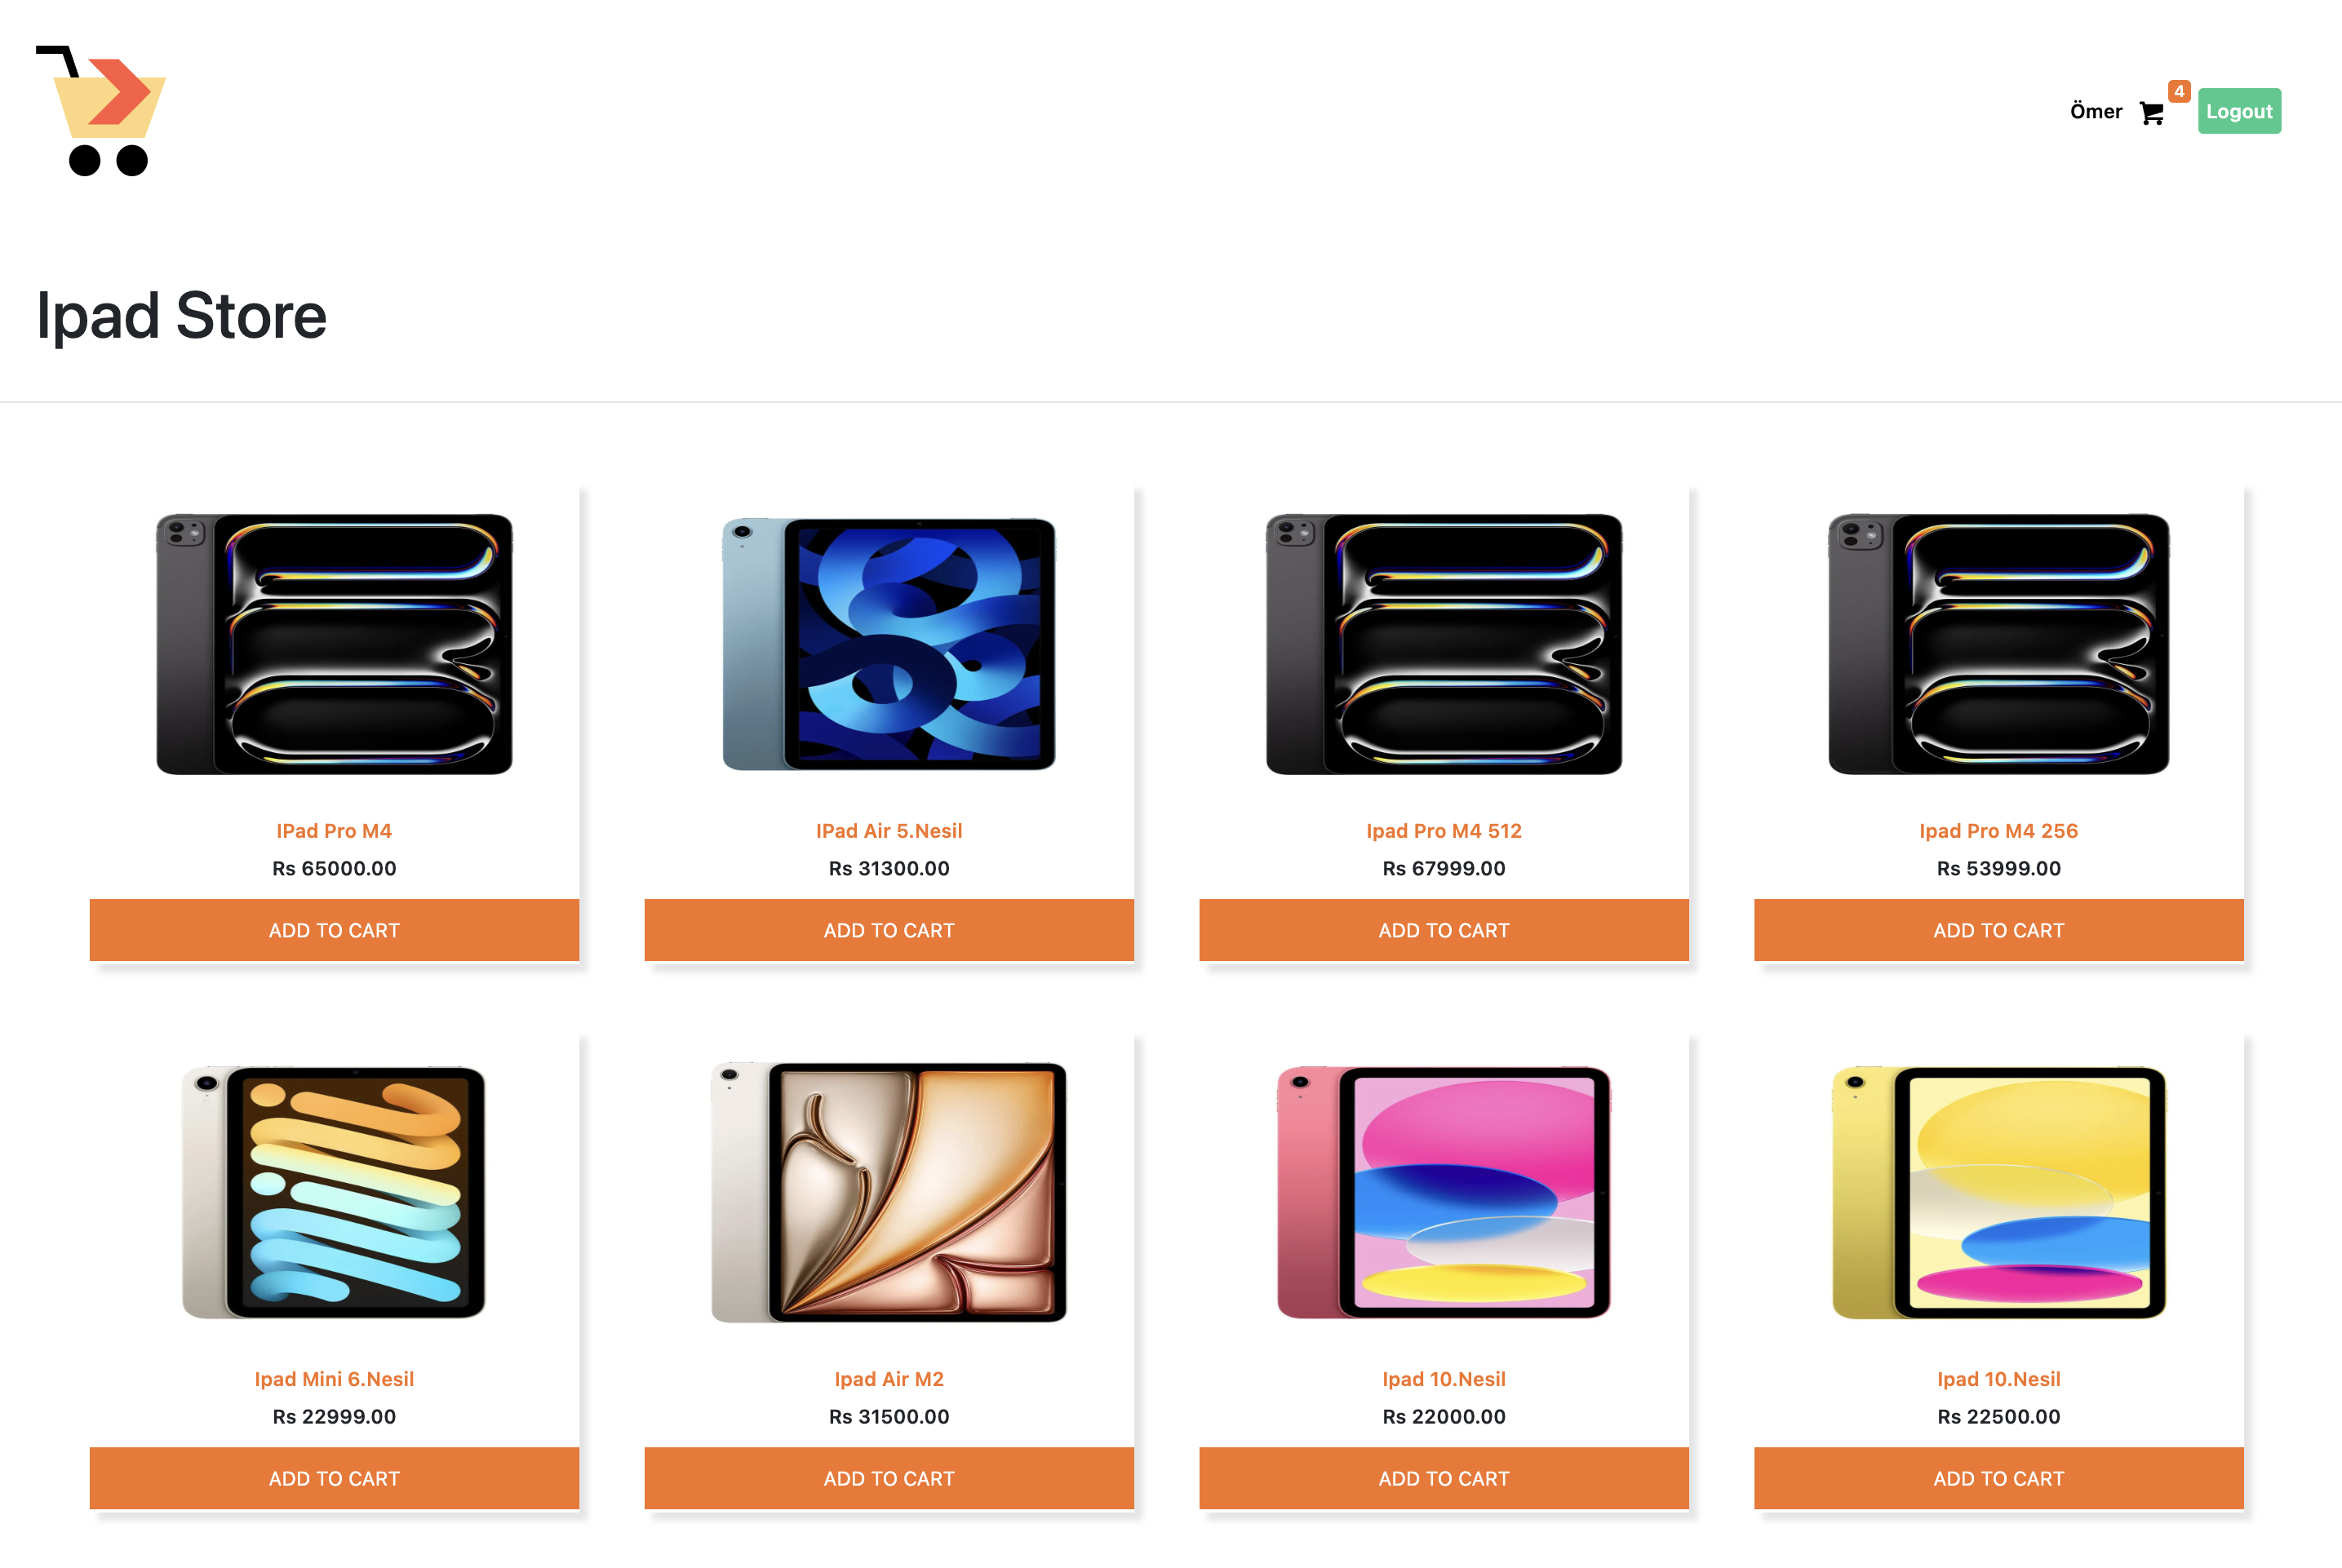 Ömer
4
Logout
Ipad Store
IPad Pro M4
Rs 65000.00
ADD TO CART
IPad Air 5.Nesil
Rs 31300.00
ADD TO CART
Ipad Pro M4 512
Rs 67999.00
ADD TO CART
Ipad Pro M4 256
Rs 53999.00
ADD TO CART
Ipad Mini 6.Nesil
Rs 22999.00
ADD TO CART
Ipad Air M2
Rs 31500.00
ADD TO CART
Ipad 10.Nesil
Rs 22000.00
ADD TO CART
Ipad 10.Nesil
Rs 22500.00
ADD TO CART